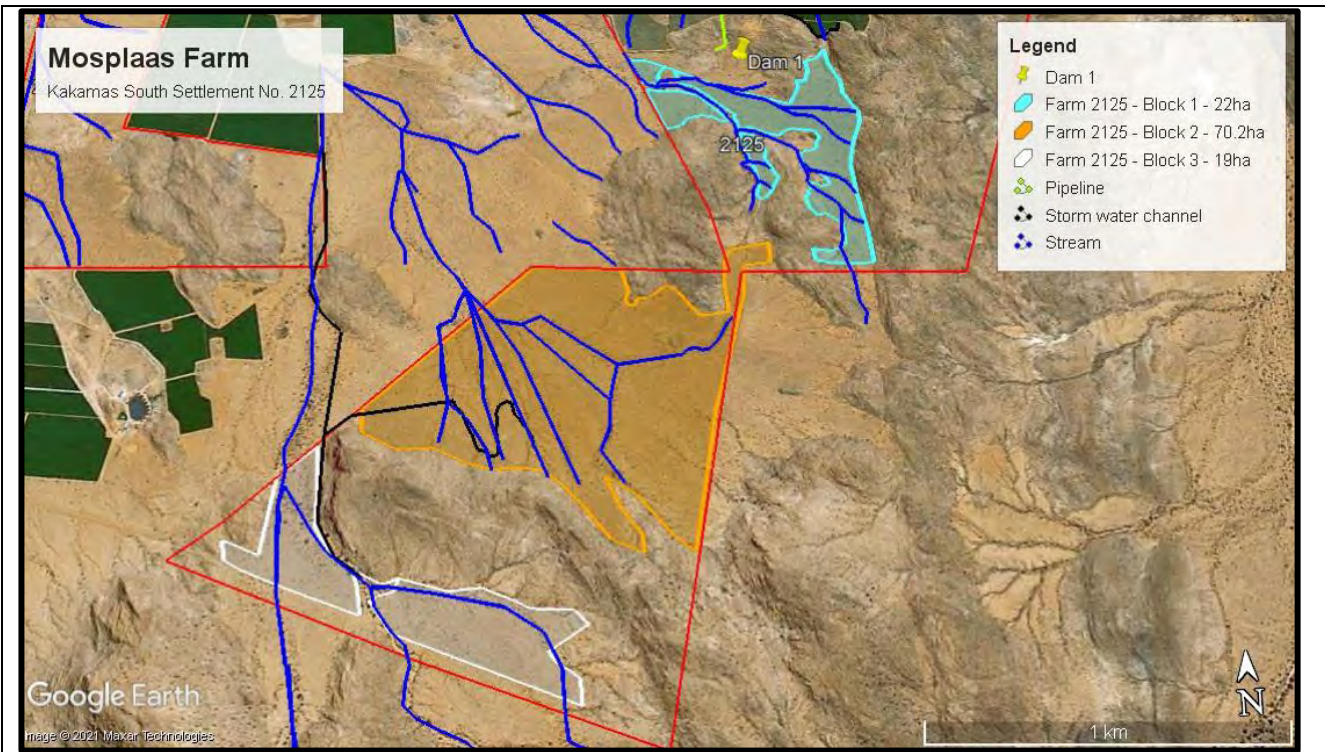 Mosplaas Farm
Kakamas South Settlement No. 2125
Dam 1
2125
Legend
Dam 1
Farm 2125 - Block 1 - 22ha
Farm 2125 - Block 2 - 70.2ha
Farm 2125 - Block 3 - 19ha
Pipeline
Storm water channel
Stream
Google Earth
mage © 2021 Maxar Technologies
1 km
N